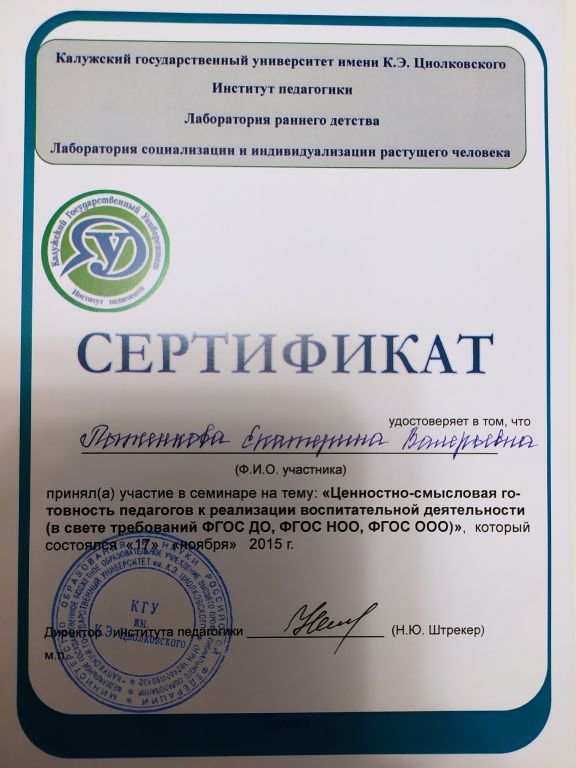 Калужский государственный университет имени К.Э. Циолковского
Институт педагогики
Лаборатория раннего детства
Лаборатория социализации и индивидуализации растущего человека
Калужский Государственный Университет
Институт педагогики
СЕРТИФИКАТ
удостоверяет в том, что
Екатерина Валерьевна
(Ф.И.О. участника)
принял(а) участие в семинаре на тему: «Ценностно-смысловая го-
товность педагогов к реализации воспитательной деятельности
(в свете требований ФГОС ДО, ФГОС НОО, ФГОС ООО)», который
состоялся «17» «ноября» 2015 г.
КГУ
им.
К.Э. Циолковского
Директор института педагогики (Н.Ю. Штрекер)
м.п.